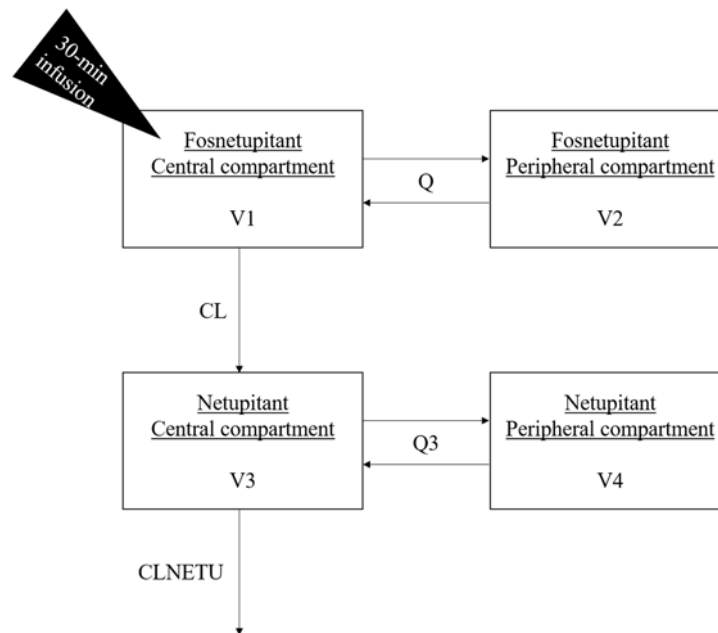 30-min
infusion
Fosnetupitant
Central compartment
V1
Q
Fosnetupitant
Peripheral compartment
V2
CL
Netupitant
Central compartment
V3
Q3
Netupitant
Peripheral compartment
V4
CLNETU